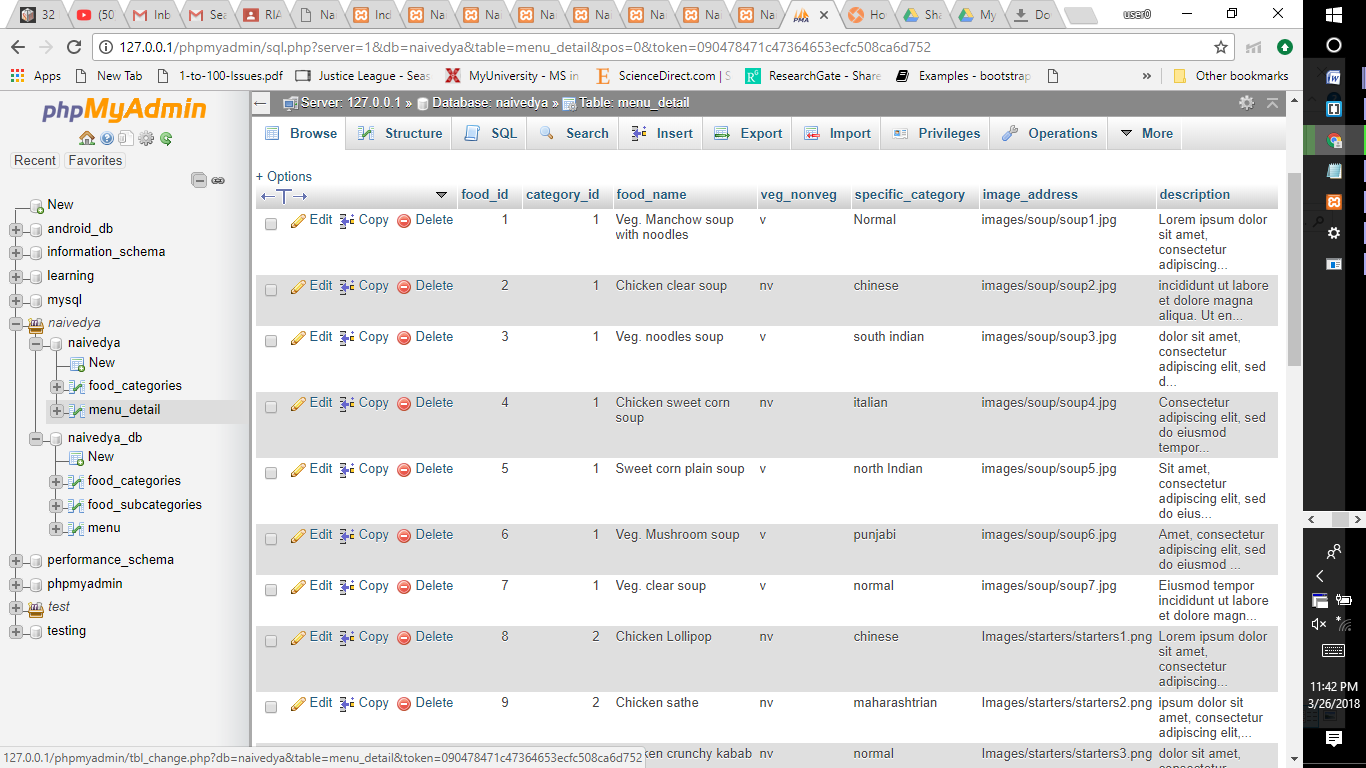 32
(50
Inb
Sea
RIA
Na
Ind
Na
Na
Na
Na
Na
Na
Na
PMA
Ho
Sha
My
Do
user0
127.0.0.1/phpmyadmin/sql.php?server=1&db=naivedya&table=menu_detail&pos=0&token=090478471c47364653ecfc508ca6d752
Apps
New Tab
1-to-100-Issues.pdf
Justice League - Seas
MyUniversity - MS in
ScienceDirect.com | S
ResearchGate - Share
Examples - bootstrap
»
Other bookmarks
phpMyAdmin
Recent
Favorites
New
android_db
information_schema
learning
mysql
naivedya
naivedya
New
food_categories
menu_detail
naivedya_db
New
food_categories
food_subcategories
menu
performance_schema
phpmyadmin
test
testing
Server: 127.0.0.1 » Database: naivedya » Table: menu_detail
Browse Structure SQL Search Insert Export Import Privileges Operations More
+ Options
food_id category_id food_name veg_nonveg specific_category image_address description
Edit Copy Delete 1 1 Veg. Manchow soup v Normal images/soup/soup1.jpg Lorem ipsum dolor
with noodles sit amet,
consectetur
adipiscing...
Edit Copy Delete 2 1 Chicken clear soup nv chinese images/soup/soup2.jpg incididunt ut labore
et dolore magna
aliqua. Ut en...
Edit Copy Delete 3 1 Veg. noodles soup v south indian images/soup/soup3.jpg dolor sit amet,
consectetur
adipiscing elit, sed
d...
Edit Copy Delete 4 1 Chicken sweet corn nv italian images/soup/soup4.jpg Consectetur
soup adipiscing elit, sed
do eiusmod
tempor...
Edit Copy Delete 5 1 Sweet corn plain soup v north Indian images/soup/soup5.jpg Sit amet,
consectetur
adipiscing elit, sed
do eius...
Edit Copy Delete 6 1 Veg. Mushroom soup v punjabi images/soup/soup6.jpg Amet, consectetur
adipiscing elit, sed
do eiusmod ...
Edit Copy Delete 7 1 Veg. clear soup v normal images/soup/soup7.jpg Eiusmod tempor
incididunt ut labore
et dolore magn...
Edit Copy Delete 8 2 Chicken Lollipop nv chinese Images/starters/starters1.png Lorem ipsum dolor
sit amet,
consectetur
adipiscing...
Edit Copy Delete 9 2 Chicken sathe nv maharashtrian Images/starters/starters2.png ipsum dolor sit
amet, consectetur
adipiscing elit,...
ken crunchy kabab nv normal Images/starters/starters3.png dolor sit amet,
127.0.0.1/phpmyadmin/tbl_change.php?db=naivedya&table=menu_detail&token=090478471c47364653ecfc508ca6d752
11:42 PM
3/26/2018